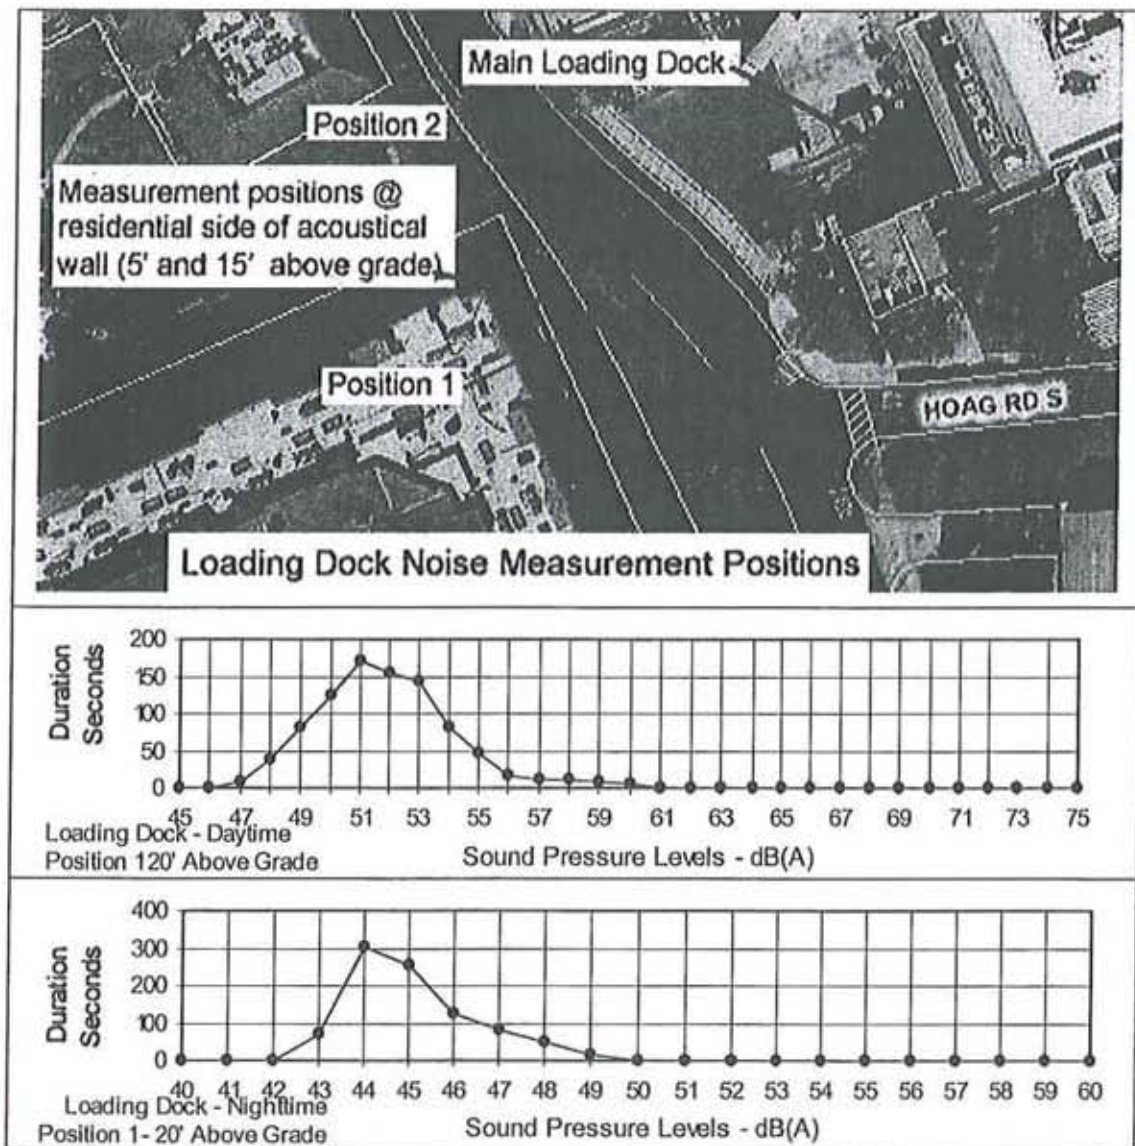 Main Loading Dock
Position 2
Measurement positions @
residential side of acoustical
wall (5' and 15' above grade)
Position 1
HOAG RD S
Loading Dock Noise Measurement Positions
Duration
Seconds
200
150
100
50
0
45 47 49 51 53 55 57 59 61 63 65 67 69 71 73 75
Loading Dock - Daytime
Position 120' Above Grade
Sound Pressure Levels - dB(A)
Duration
Seconds
400
300
200
100
0
40 41 42 43 44 45 46 47 48 49 50 51 52 53 54 55 56 57 58 59 60
Loading Dock - Nighttime
Position 1- 20' Above Grade
Sound Pressure Levels - dB(A)